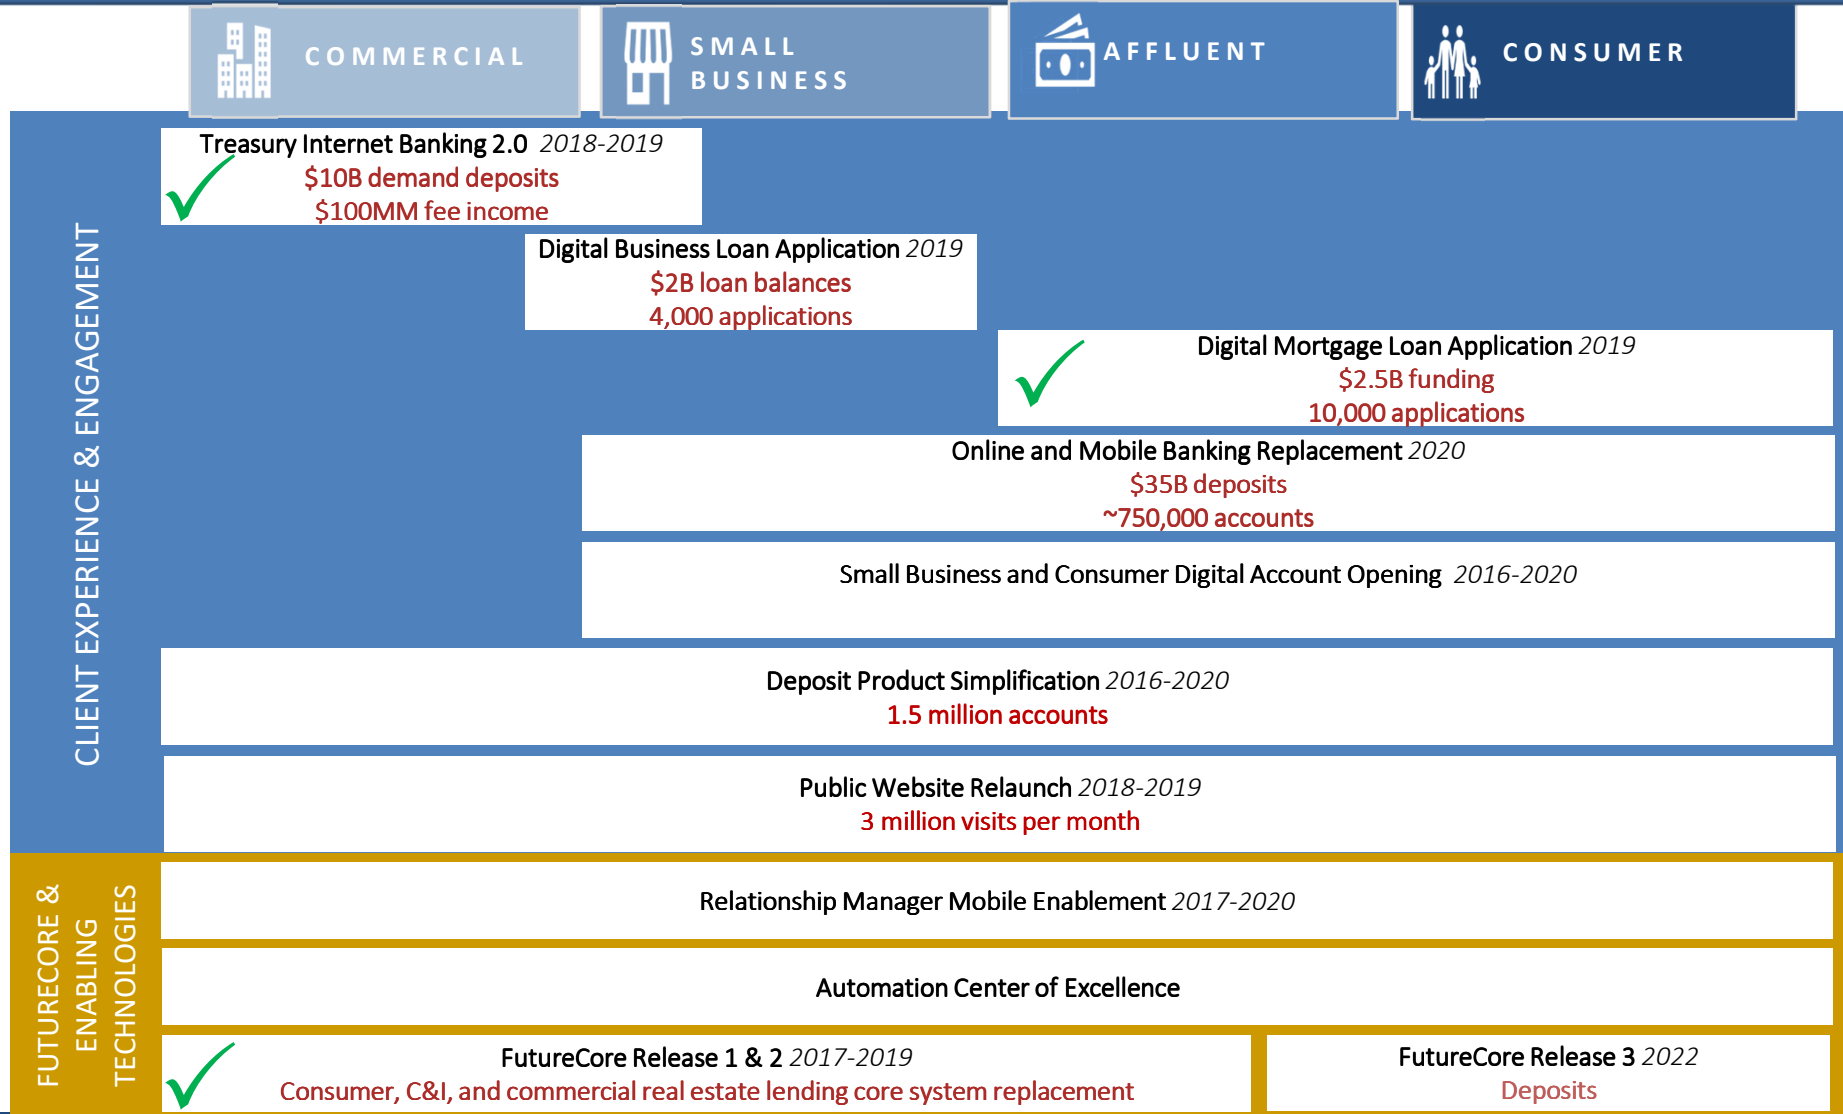 COMMERCIAL
SMALL
BUSINESS
AFFLUENT
CONSUMER
CLIENT EXPERIENCE & ENGAGEMENT
Treasury Internet Banking 2.0 2018-2019
$10B demand deposits
$100MM fee income
Digital Business Loan Application 2019
$2B loan balances
4,000 applications
Digital Mortgage Loan Application 2019
$2.5B funding
10,000 applications
Online and Mobile Banking Replacement 2020
$35B deposits
~750,000 accounts
Small Business and Consumer Digital Account Opening 2016-2020
Deposit Product Simplification 2016-2020
1.5 million accounts
Public Website Relaunch 2018-2019
3 million visits per month
FUTURECORE &
ENABLING
TECHNOLOGIES
Relationship Manager Mobile Enablement 2017-2020
Automation Center of Excellence
FutureCore Release 1 & 2 2017-2019
Consumer, C&I, and commercial real estate lending core system replacement
FutureCore Release 3 2022
Deposits